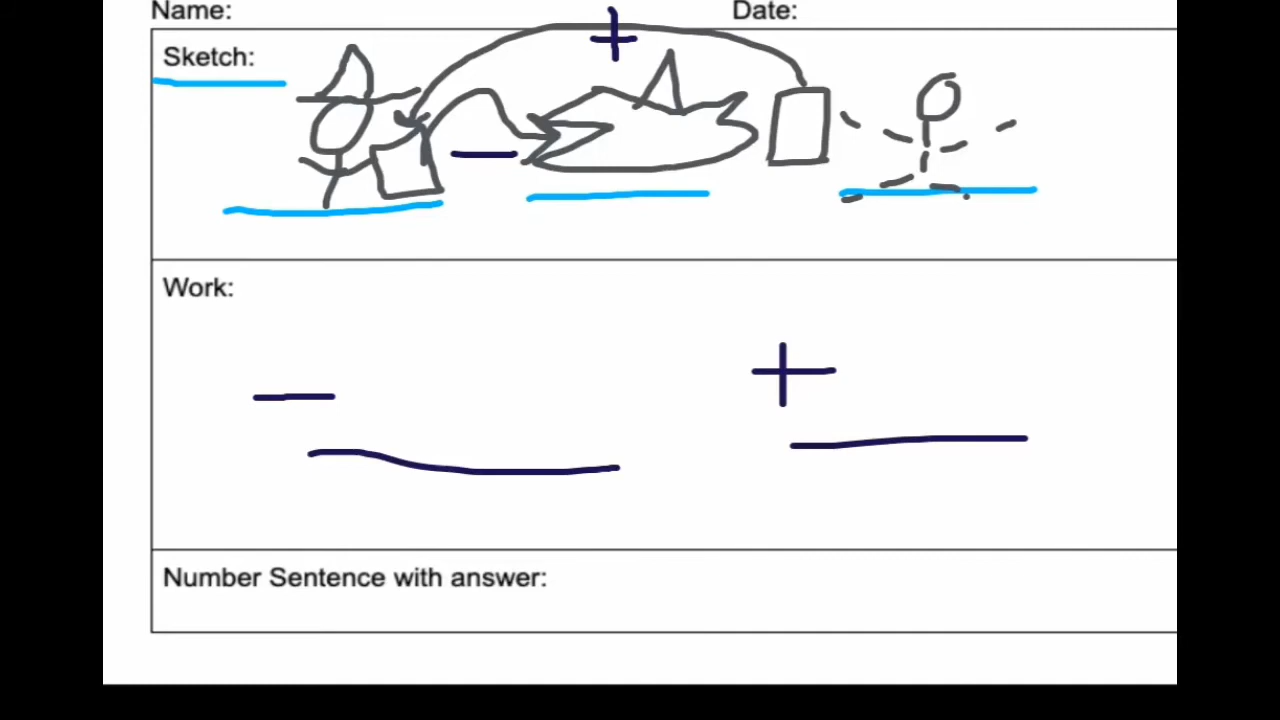 Name: Date:
Sketch:
+
−
Work:
− +
Number Sentence with answer: